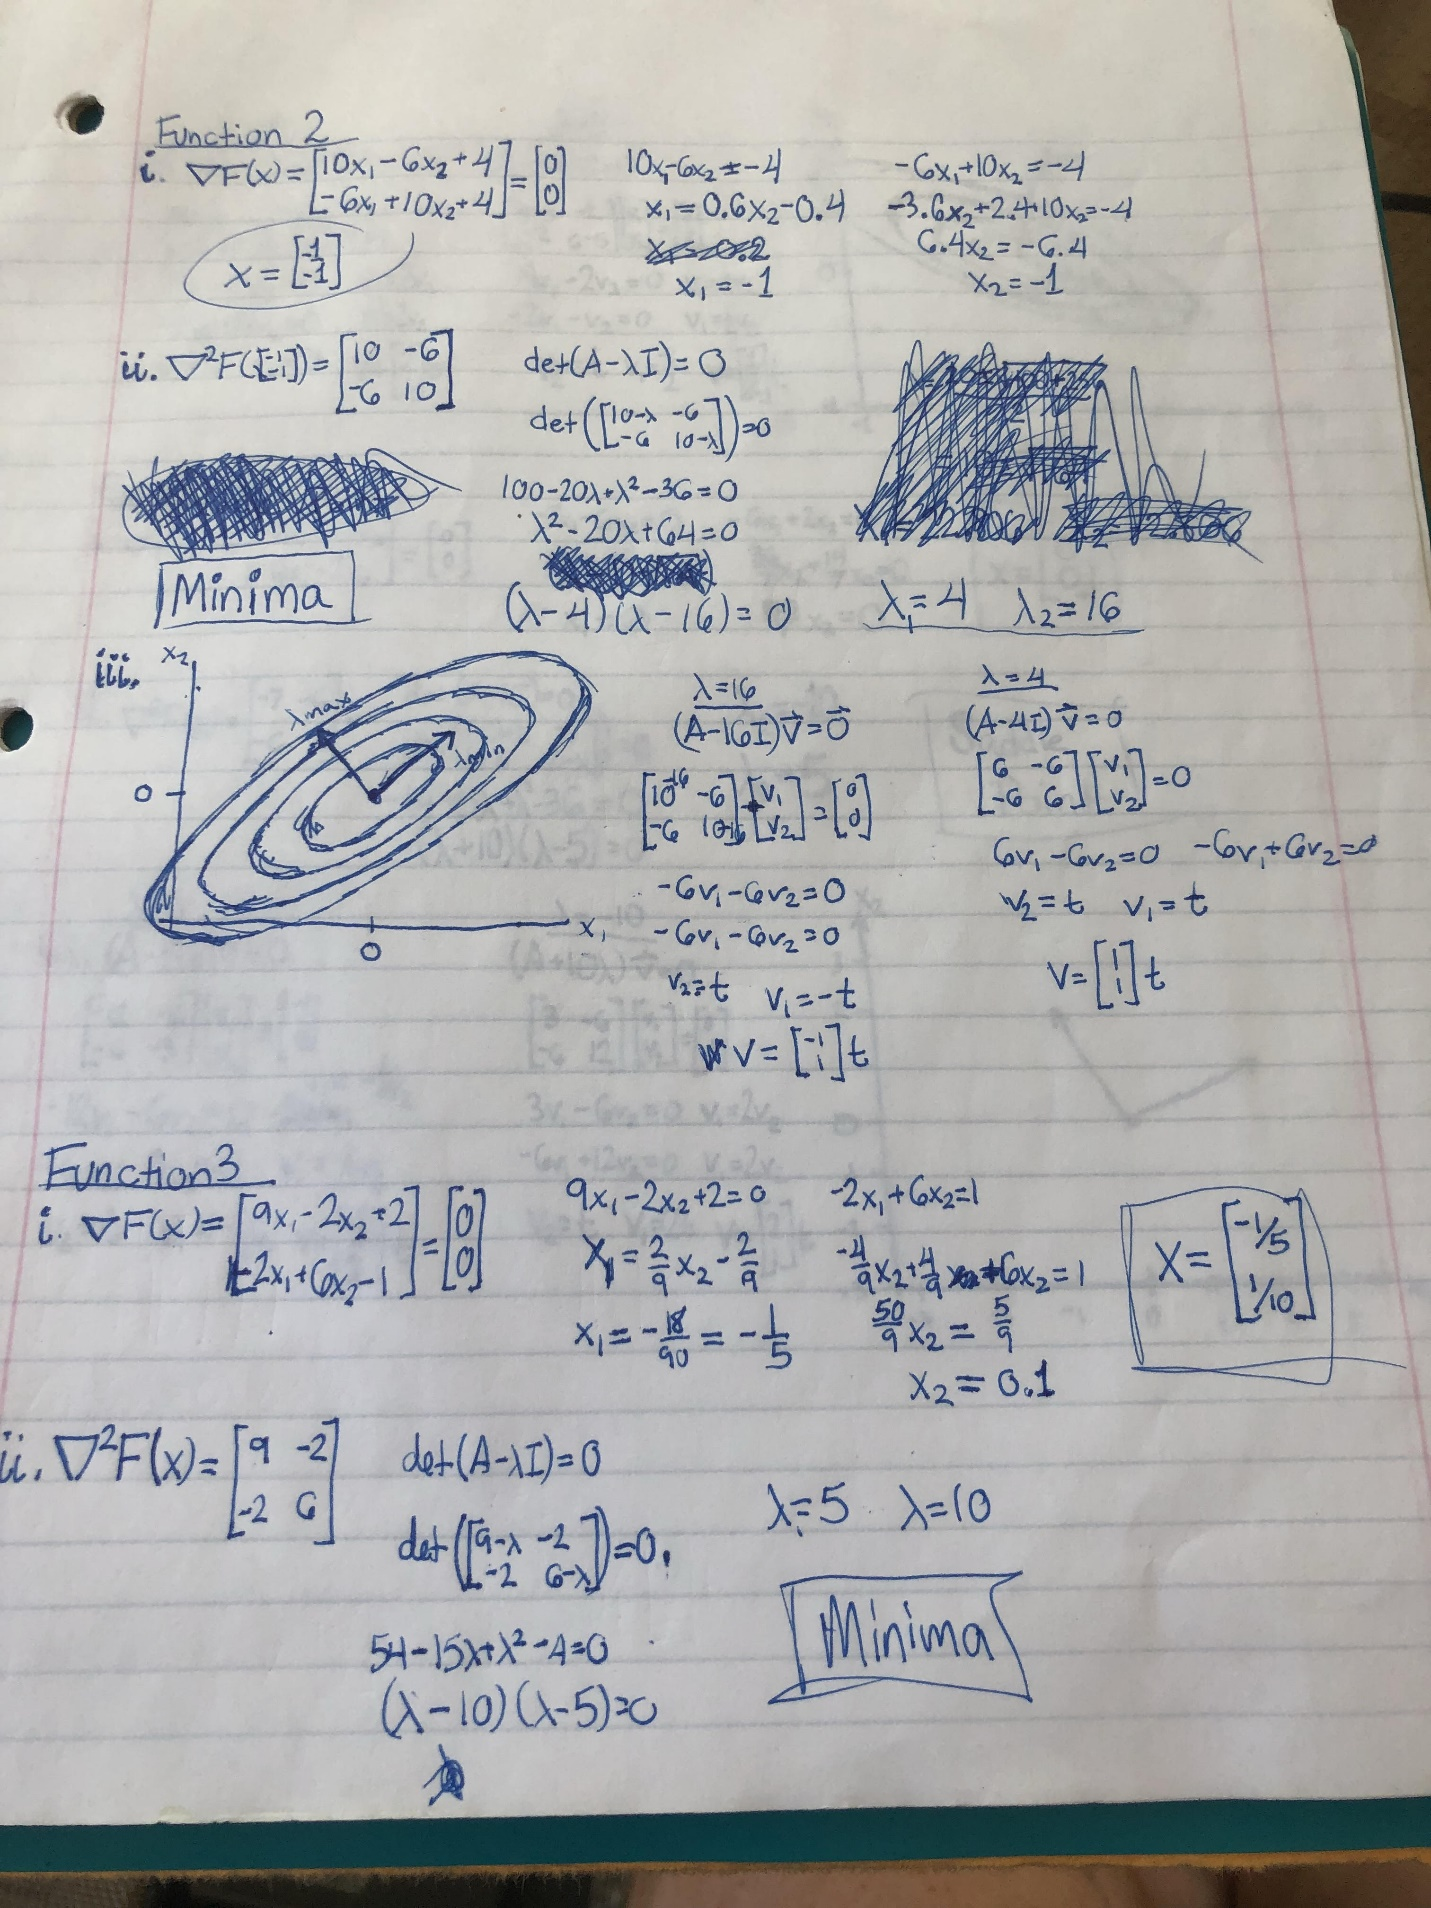 Function 2
i. ∇F(x) = [10x₁ - 6x₂ + 4; -6x₁ + 10x₂ + 4] = [0; 0]
x = [-1; -1]
10x₁ - 6x₂ = -4
x₁ = 0.6x₂ - 0.4
x₁ = -1
-6x₁ + 10x₂ = -4
-3.6x₂ + 2.4 + 10x₂ = -4
6.4x₂ = -6.4
x₂ = -1
ii. ∇²F([-1; -1]) = [10 -6; -6 10]
Minima
det(A - λI) = 0
det([10-λ -6; -6 10-λ]) = 0
100 - 20λ + λ² - 36 = 0
λ² - 20λ + 64 = 0
(λ - 4)(λ - 16) = 0
λ₁ = 4 λ₂ = 16
iii.
x₂
λmax
λmin
0
x₁
0
λ = 16
(A - 16I)v⃗ = 0⃗
[10-16 -6; -6 10-16][v₁; v₂] = [0; 0]
-6v₁ - 6v₂ = 0
-6v₁ - 6v₂ = 0
v₂ = t v₁ = -t
v = [-1; 1]t
λ = 4
(A - 4I)v⃗ = 0
[6 -6; -6 6][v₁; v₂] = 0
6v₁ - 6v₂ = 0 -6v₁ + 6v₂ = 0
v₂ = t v₁ = t
v = [1; 1]t
Function 3
i. ∇F(x) = [9x₁ - 2x₂ + 2; -2x₁ + 6x₂ - 1] = [0; 0]
9x₁ - 2x₂ + 2 = 0
x₁ = 2/9 x₂ - 2/9
x₁ = -18/90 = -1/5
-2x₁ + 6x₂ = 1
-4/9 x₂ + 4/9 + 6x₂ = 1
50/9 x₂ = 5/9
x₂ = 0.1
x = [-1/5; 1/10]
ii. ∇²F(x) = [9 -2; -2 6]
det(A - λI) = 0
det([9-λ -2; -2 6-λ]) = 0
54 - 15λ + λ² - 4 = 0
(λ - 10)(λ - 5) = 0
λ₁ = 5 λ = 10
Minima